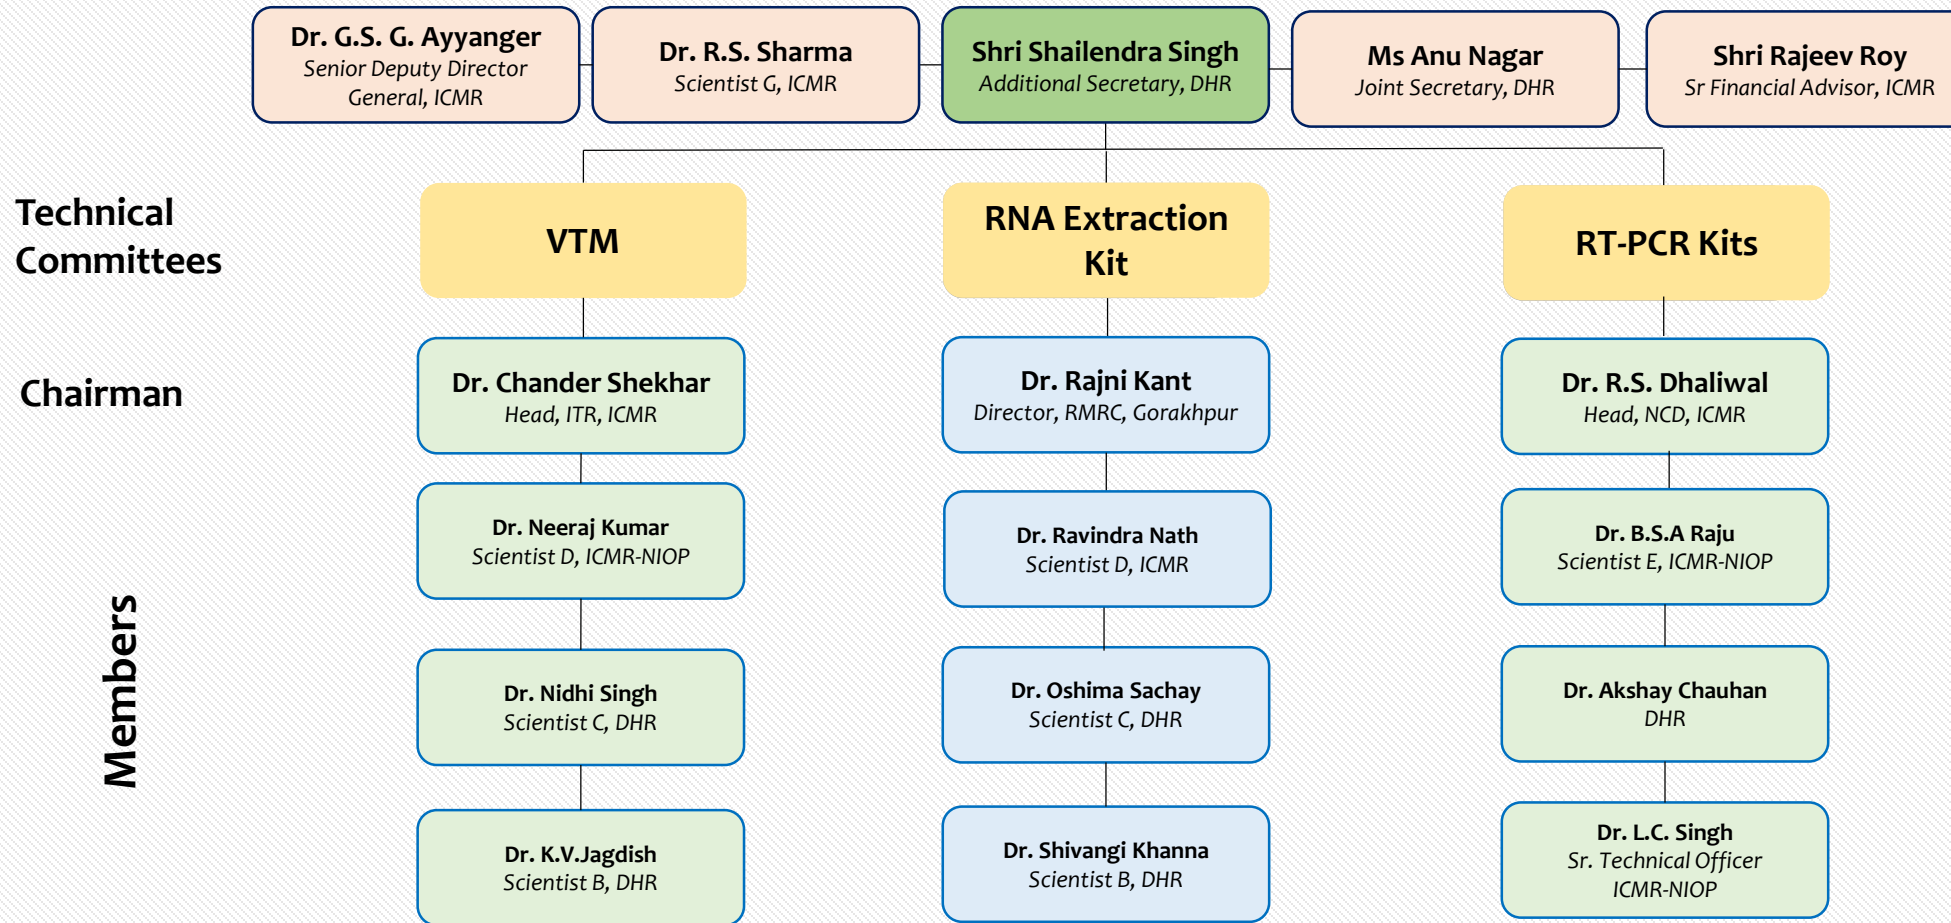 Dr. G.S. G. Ayyanger
Senior Deputy Director
General, ICMR
Dr. R.S. Sharma
Scientist G, ICMR
Shri Shailendra Singh
Additional Secretary, DHR
Ms Anu Nagar
Joint Secretary, DHR
Shri Rajeev Roy
Sr Financial Advisor, ICMR
Technical
Committees
VTM
RNA Extraction
Kit
RT-PCR Kits
Chairman
Dr. Chander Shekhar
Head, ITR, ICMR
Dr. Rajni Kant
Director, RMRC, Gorakhpur
Dr. R.S. Dhaliwal
Head, NCD, ICMR
Members
Dr. Neeraj Kumar
Scientist D, ICMR-NIOP
Dr. Ravindra Nath
Scientist D, ICMR
Dr. B.S.A Raju
Scientist E, ICMR-NIOP
Dr. Nidhi Singh
Scientist C, DHR
Dr. Oshima Sachay
Scientist C, DHR
Dr. Akshay Chauhan
DHR
Dr. K.V.Jagdish
Scientist B, DHR
Dr. Shivangi Khanna
Scientist B, DHR
Dr. L.C. Singh
Sr. Technical Officer
ICMR-NIOP